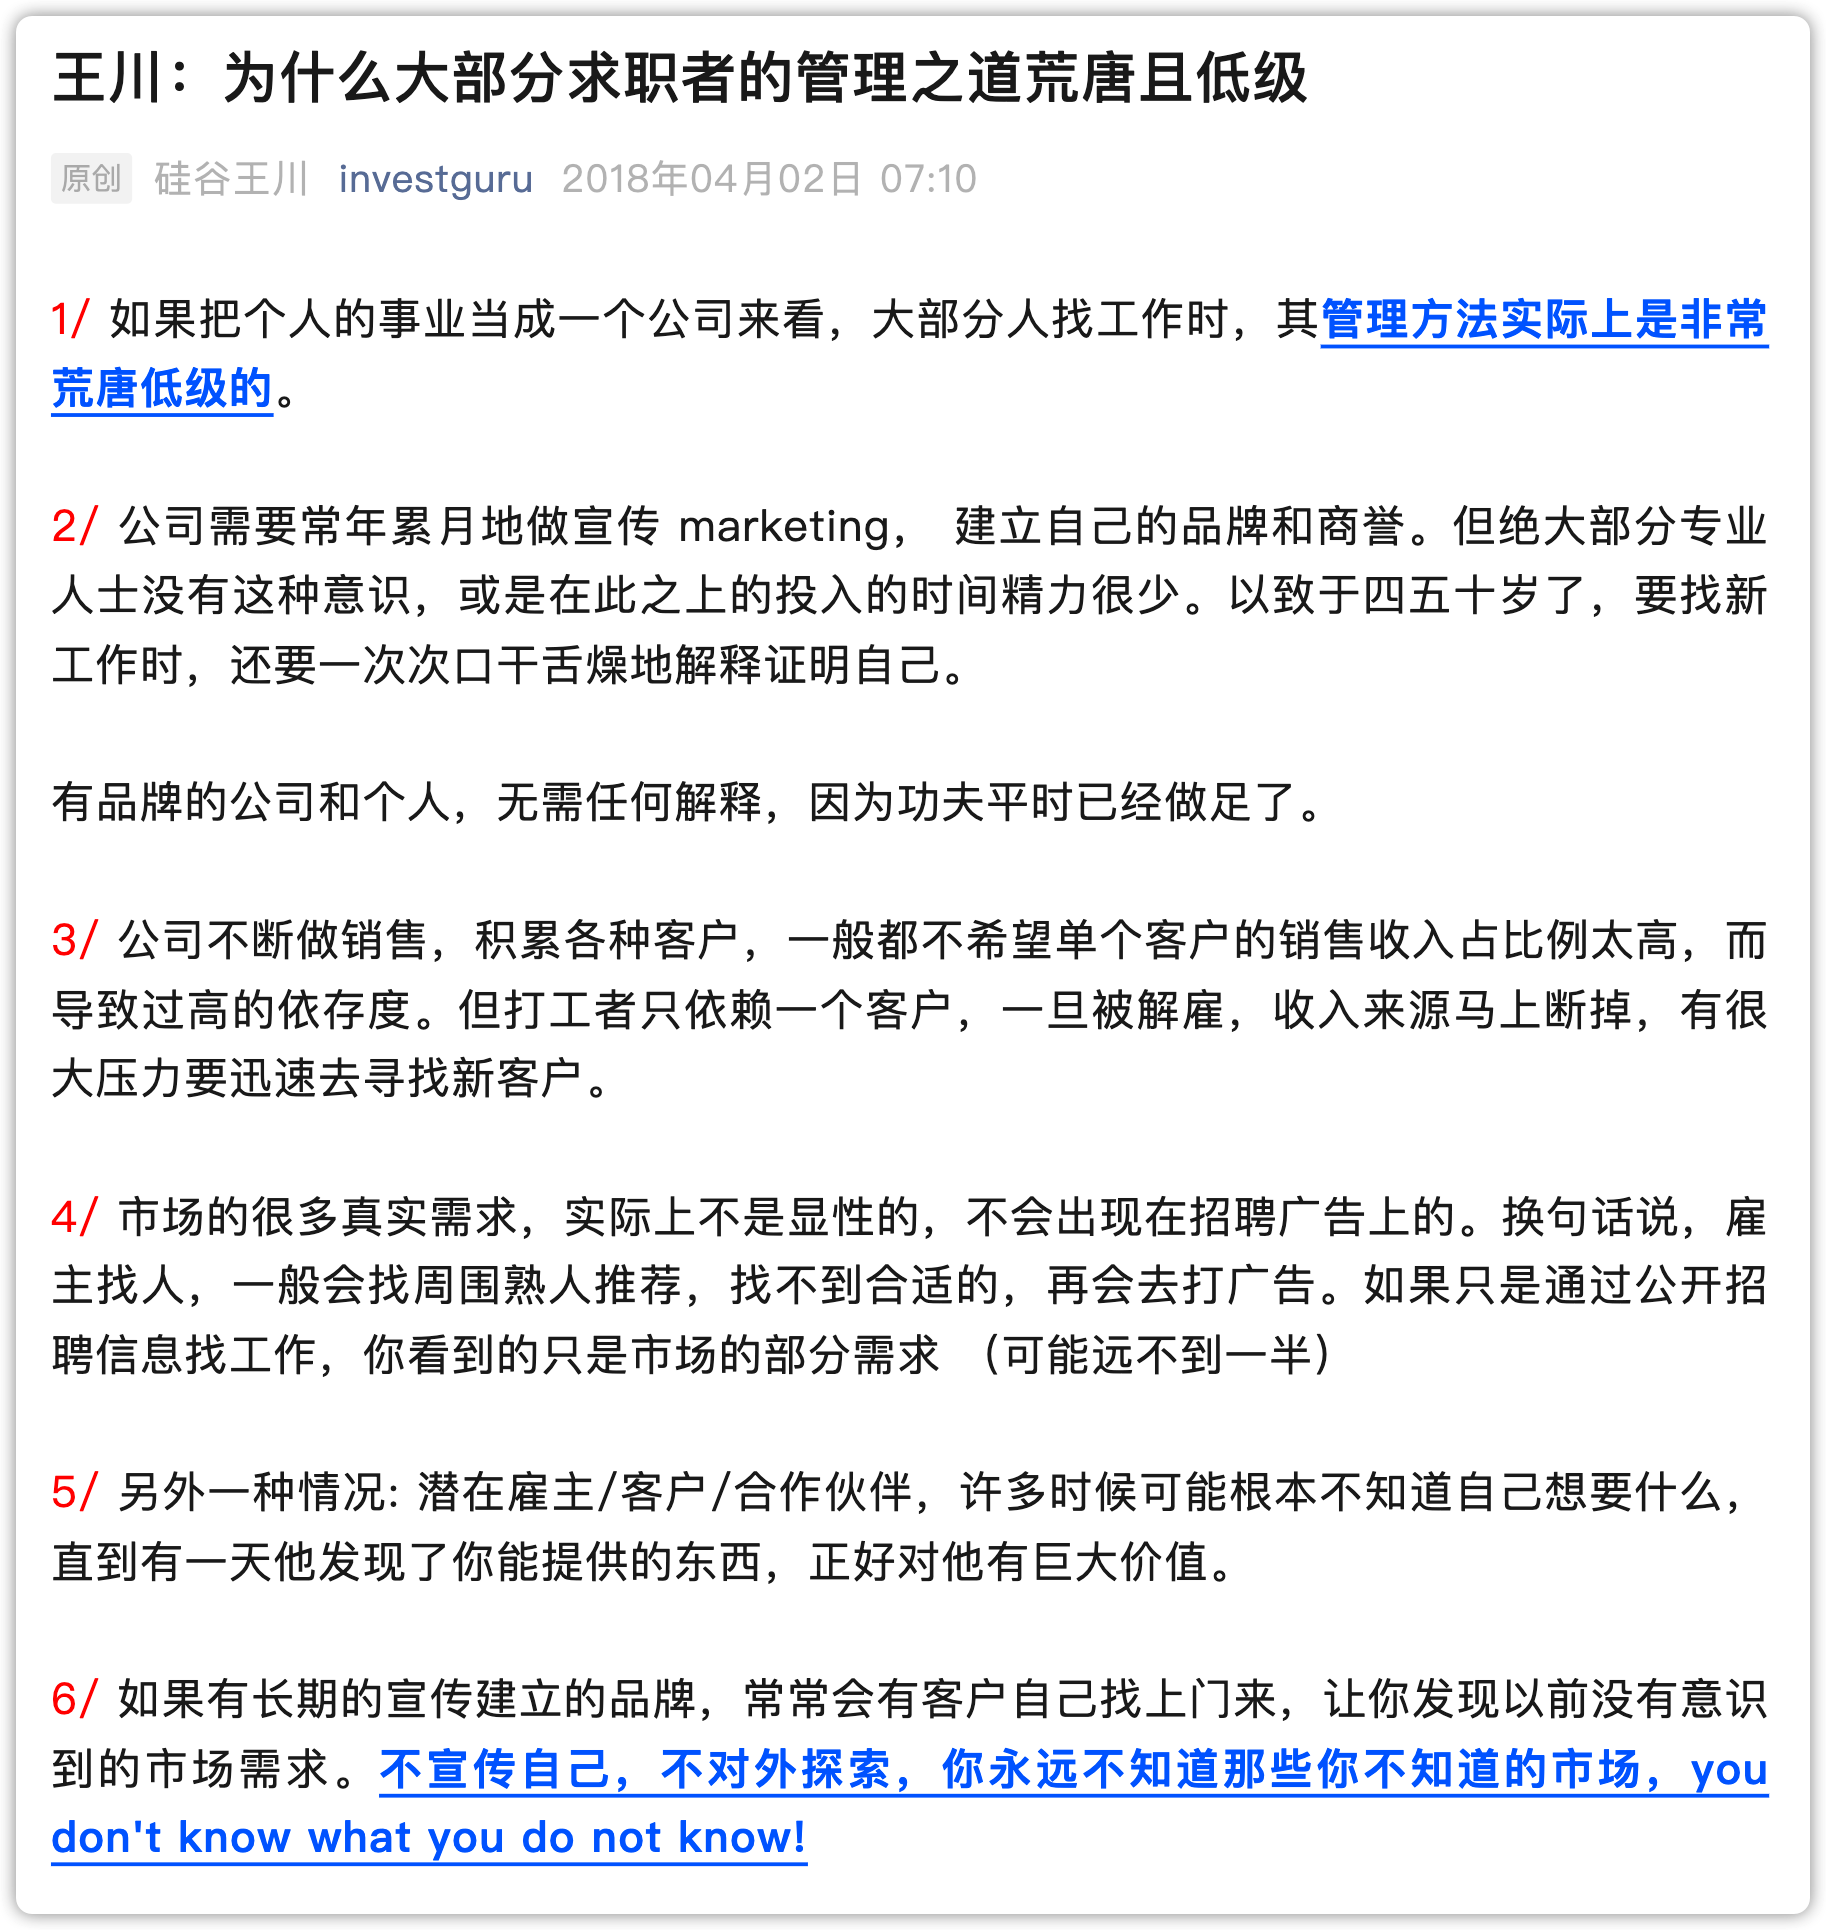 王川：为什么大部分求职者的管理之道荒唐且低级
原创 硅谷王川 investguru 2018年04月02日 07:10
1/ 如果把个人的事业当成一个公司来看，大部分人找工作时，其管理方法实际上是非常
荒唐低级的。
2/ 公司需要常年累月地做宣传 marketing， 建立自己的品牌和商誉。但绝大部分专业
人士没有这种意识，或是在此之上的投入的时间精力很少。以致于四五十岁了，要找新
工作时，还要一次次口干舌燥地解释证明自己。
有品牌的公司和个人，无需任何解释，因为功夫平时已经做足了。
3/ 公司不断做销售，积累各种客户，一般都不希望单个客户的销售收入占比例太高，而
导致过高的依存度。但打工者只依赖一个客户，一旦被解雇，收入来源马上断掉，有很
大压力要迅速去寻找新客户。
4/ 市场的很多真实需求，实际上不是显性的，不会出现在招聘广告上的。换句话说，雇
主找人，一般会找周围熟人推荐，找不到合适的，再会去打广告。如果只是通过公开招
聘信息找工作，你看到的只是市场的部分需求 （可能远不到一半）
5/ 另外一种情况: 潜在雇主/客户/合作伙伴，许多时候可能根本不知道自己想要什么，
直到有一天他发现了你能提供的东西，正好对他有巨大价值。
6/ 如果有长期的宣传建立的品牌，常常会有客户自己找上门来，让你发现以前没有意识
到的市场需求。不宣传自己，不对外探索，你永远不知道那些你不知道的市场，you
don't know what you do not know!